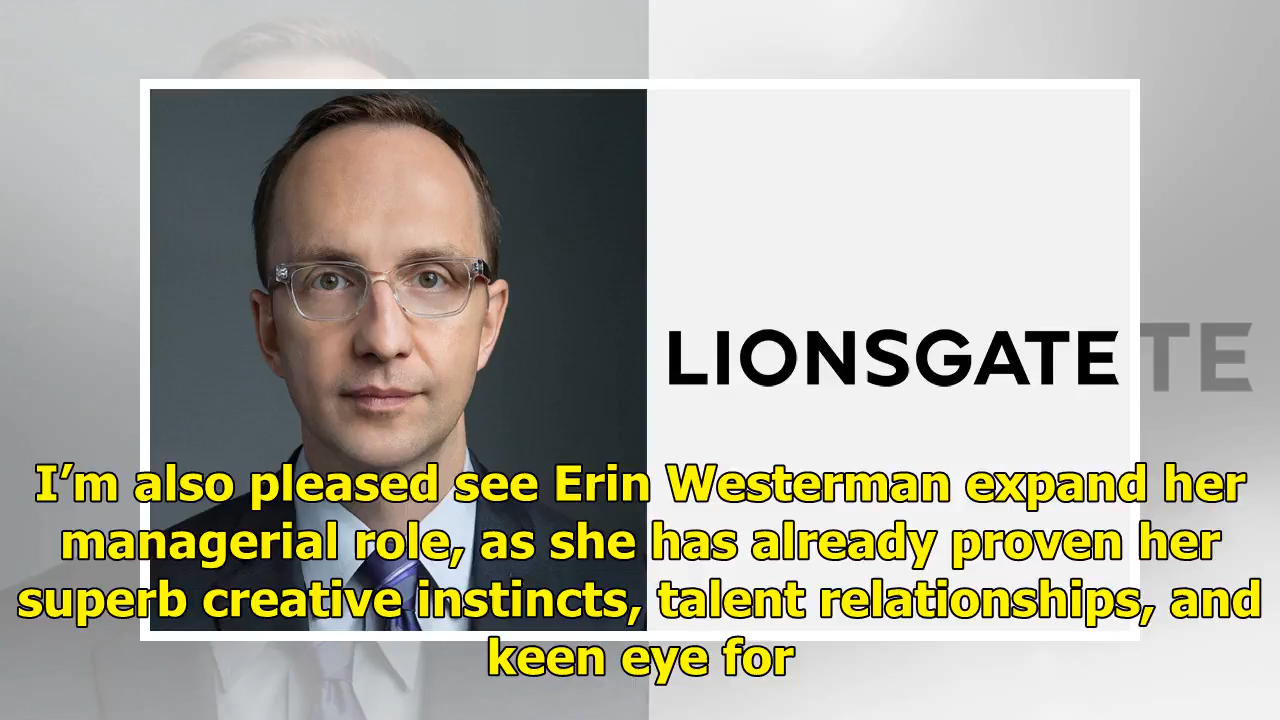 LIONSGATE
TE
I’m also pleased see Erin Westerman expand her
managerial role, as she has already proven her
superb creative instincts, talent relationships, and
keen eye for